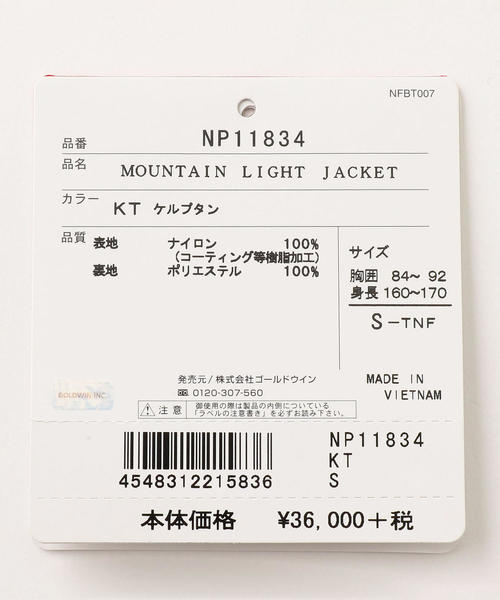 NFBT007
品番 NP11834
品名 MOUNTAIN LIGHT JACKET
カラー KT ケルプタン
品質 表地 ナイロン 100%
(コーティング等樹脂加工)
裏地 ポリエステル 100%
サイズ
胸囲 84~ 92
身長 160~170
S-TNF
発売元/株式会社ゴールドウイン
0120-307-560
MADE IN
VIETNAM
GOLDWIN INC.
注意 御使用の際は製品の内側についている
「ラベルの注意書き」を必ずお読み下さい。
4548312215836
NP11834
KT
S
本体価格 ¥36,000+税